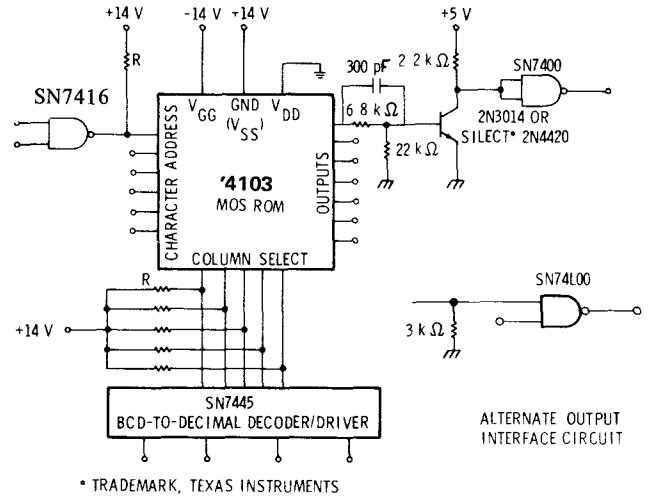 +14 V
-14 V
+14 V
+5 V
R
2 2 kΩ
SN7400
300 pF
SN7416
V GG
GND (V SS)
V DD
6 8 kΩ
2N3014 OR
SILECT* 2N4420
22 kΩ
CHARACTER ADDRESS
'4103
MOS ROM
OUTPUTS
COLUMN SELECT
R
+14 V
SN74L00
3 kΩ
SN7445
BCD-TO-DECIMAL DECODER/DRIVER
ALTERNATE OUTPUT
INTERFACE CIRCUIT
* TRADEMARK, TEXAS INSTRUMENTS